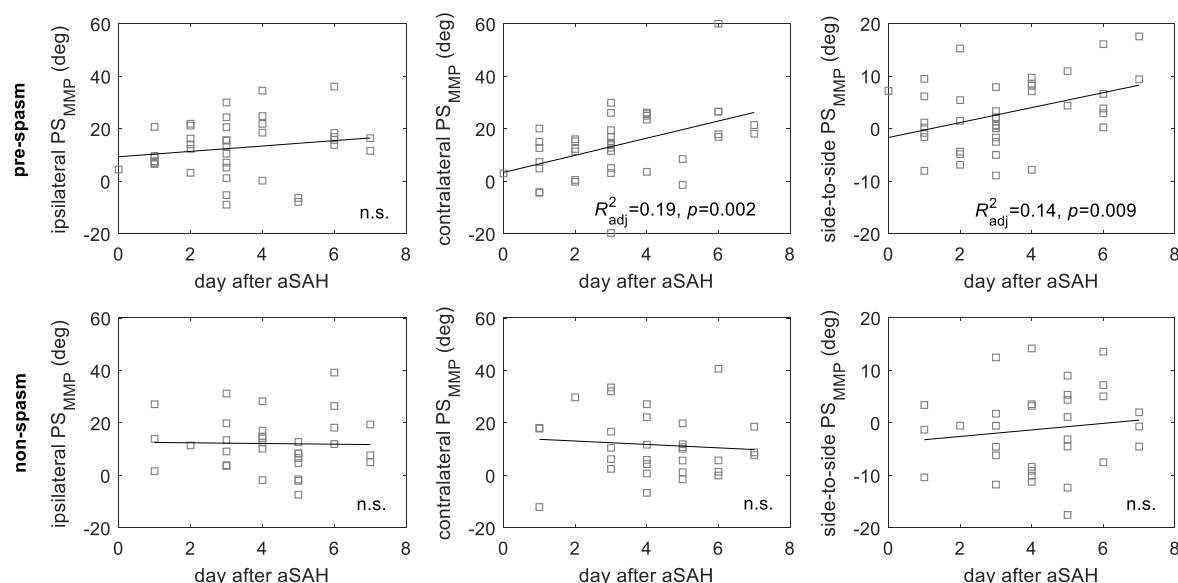 pre-spasm
ipsilateral PS_MMP (deg)
60
40
20
0
-20
0 2 4 6 8
day after aSAH
n.s.
contralateral PS_MMP (deg)
60
40
20
0
-20
0 2 4 6 8
day after aSAH
R²adj=0.19, p=0.002
side-to-side PS_MMP (deg)
20
10
0
-10
-20
0 2 4 6 8
day after aSAH
R²adj=0.14, p=0.009
non-spasm
ipsilateral PS_MMP (deg)
60
40
20
0
-20
0 2 4 6 8
day after aSAH
n.s.
contralateral PS_MMP (deg)
60
40
20
0
-20
0 2 4 6 8
day after aSAH
n.s.
side-to-side PS_MMP (deg)
20
10
0
-10
-20
0 2 4 6 8
day after aSAH
n.s.